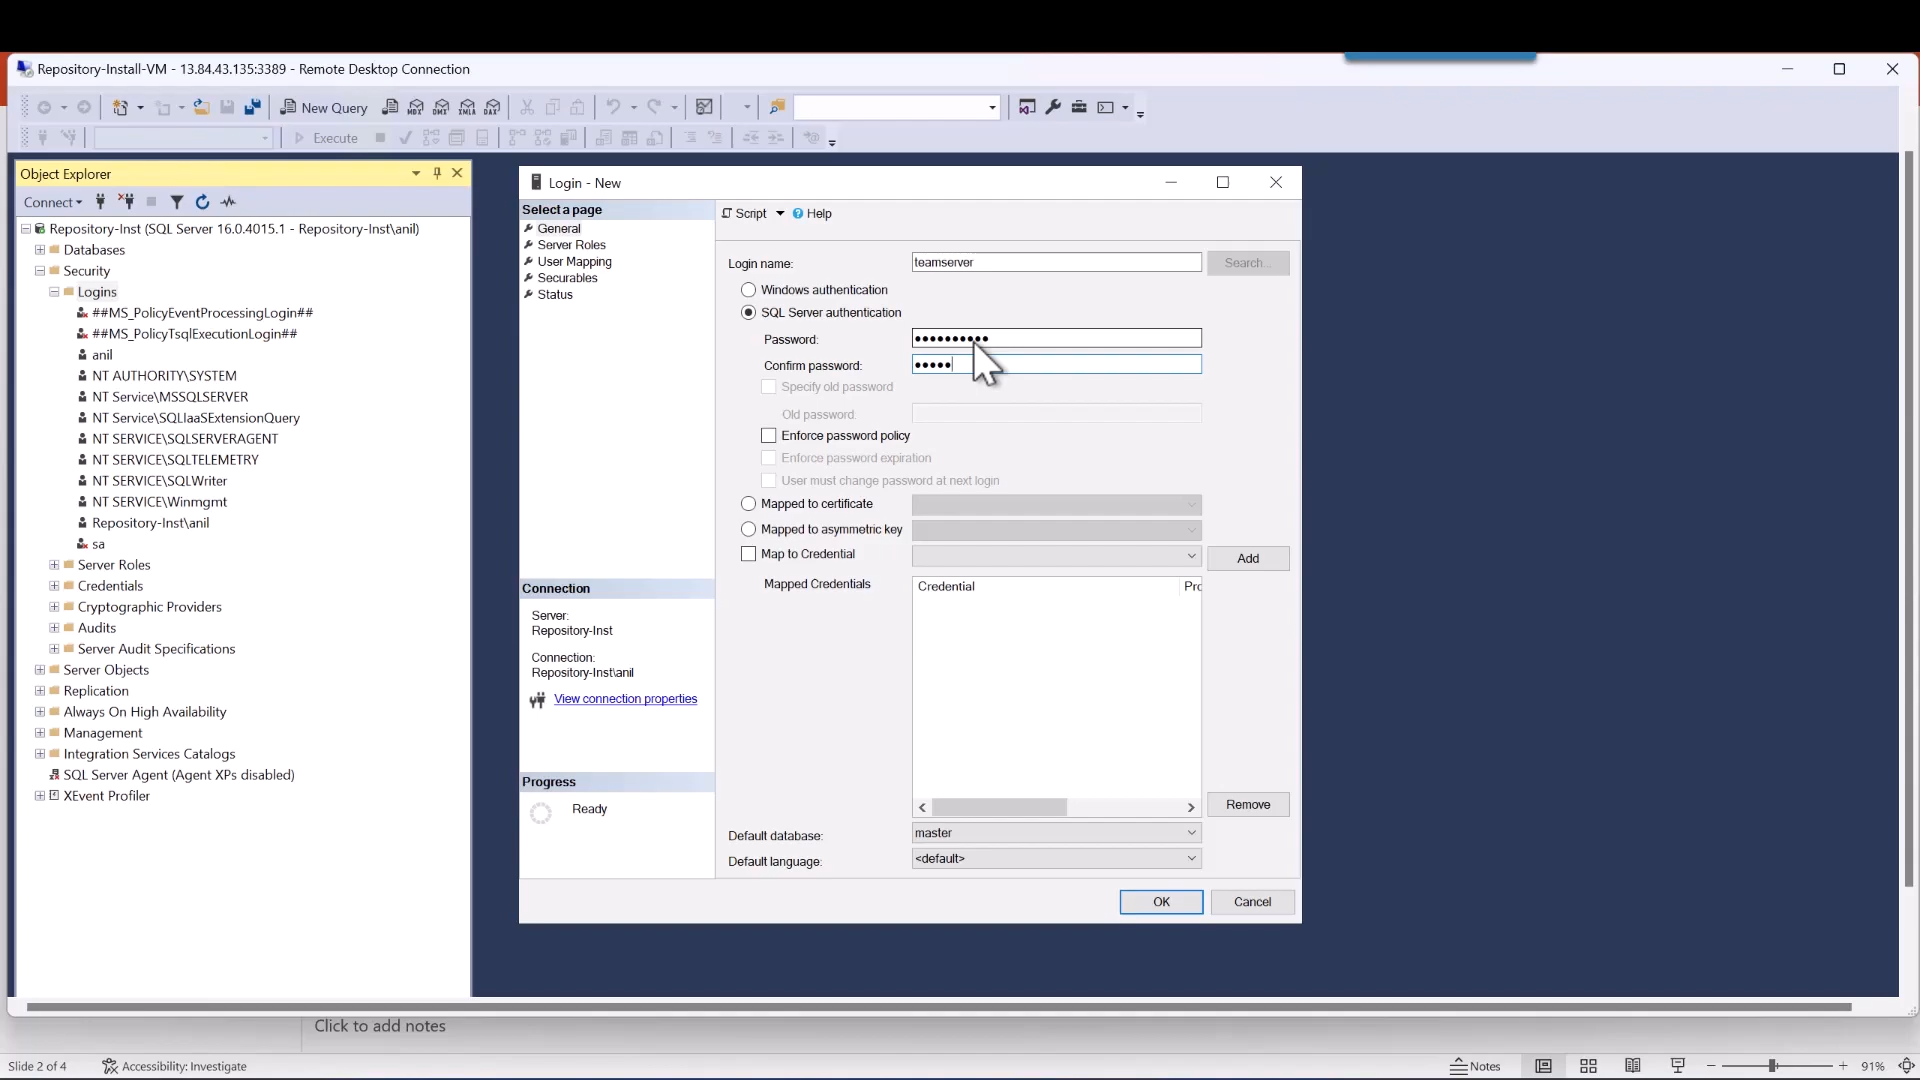 Repository-Install-VM - 13.84.43.135:3389 - Remote Desktop Connection
New Query
MDX
DMX
XMLA
DAX
Execute
Object Explorer
Connect
Repository-Inst (SQL Server 16.0.4015.1 - Repository-Inst\anil)
Databases
Security
Logins
##MS_PolicyEventProcessingLogin##
##MS_PolicyTsqlExecutionLogin##
anil
NT AUTHORITY\SYSTEM
NT Service\MSSQLSERVER
NT Service\SQLIaaSExtensionQuery
NT SERVICE\SQLSERVERAGENT
NT SERVICE\SQLTELEMETRY
NT SERVICE\SQLWriter
NT SERVICE\Winmgmt
Repository-Inst\anil
sa
Server Roles
Credentials
Cryptographic Providers
Audits
Server Audit Specifications
Server Objects
Replication
Always On High Availability
Management
Integration Services Catalogs
SQL Server Agent (Agent XPs disabled)
XEvent Profiler
Login - New
Select a page
General
Server Roles
User Mapping
Securables
Status
Connection
Server:
Repository-Inst
Connection:
Repository-Inst\anil
View connection properties
Progress
Ready
Script
Help
Login name:
teamserver
Search...
Windows authentication
SQL Server authentication
Password:
●●●●●●●●●●
Confirm password:
●●●●●
Specify old password
Old password:
Enforce password policy
Enforce password expiration
User must change password at next login
Mapped to certificate
Mapped to asymmetric key
Map to Credential
Add
Mapped Credentials
Credential
Pro
Remove
Default database:
master
Default language:
<default>
OK
Cancel
Click to add notes
Slide 2 of 4
Accessibility: Investigate
Notes
91%